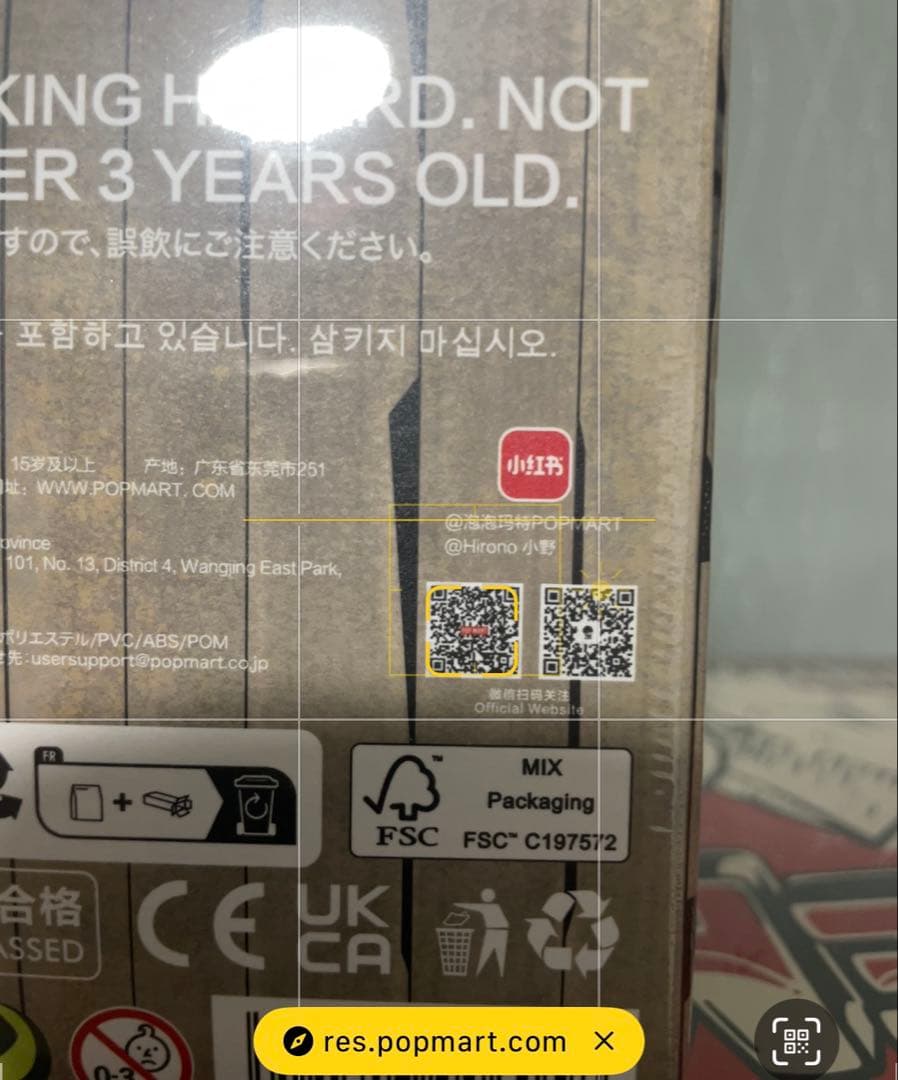 KING H RD. NOT
ER 3 YEARS OLD.
すので、誤飲にご注意ください。
포함하고 있습니다. 삼키지 마십시오.
小红书
15岁及以上 产地：广东省东莞市251
址：WWW.POPMART. COM
@泡泡玛特POPMART
@Hirono 小野
ovince
101, No. 13, District 4, Wangjing East Park,
ポリエステル/PVC/ABS/POM
先:usersupport@popmart.co.jp
微信扫码关注
Official Website
FR
FSC™
MIX
Packaging
FSC™ C197572
合格
ASSED
CE
UK
CA
0-3
res.popmart.com